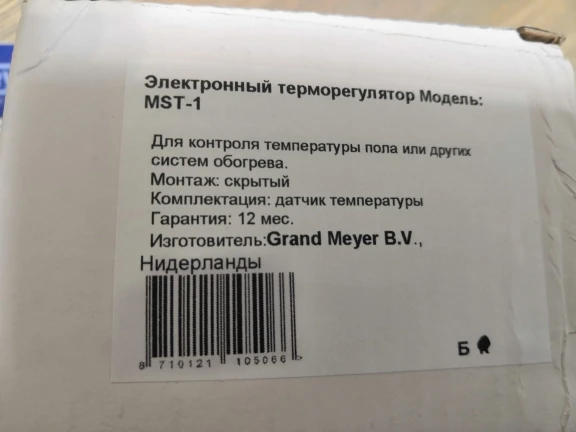 Электронный терморегулятор Модель:
MST-1
Для контроля температуры пола или других
систем обогрева.
Монтаж: скрытый
Комплектация: датчик температуры
Гарантия: 12 мес.
Изготовитель:Grand Meyer B.V.,
Нидерланды
8 710121 105066 >
Б